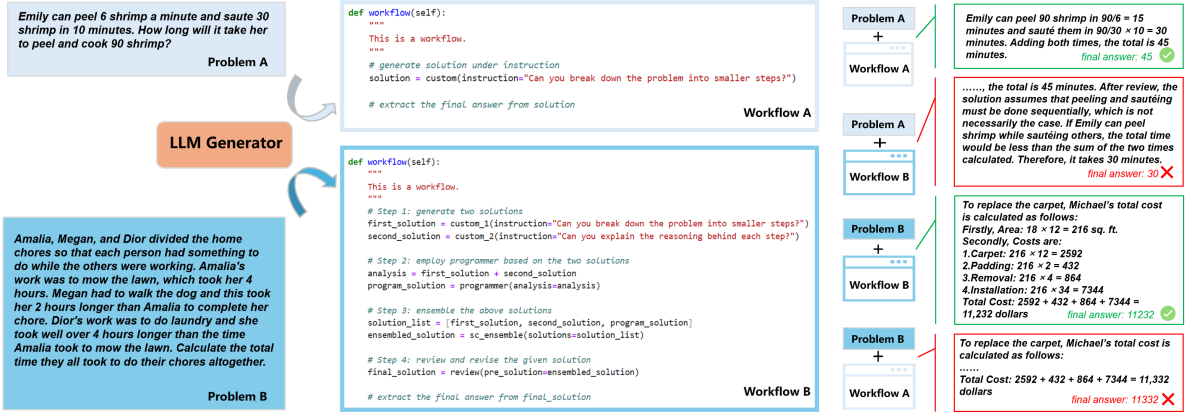 Emily can peel 6 shrimp a minute and saute 30
shrimp in 10 minutes. How long will it take her
to peel and cook 90 shrimp?
Problem A
LLM Generator
Amalia, Megan, and Dior divided the home
chores so that each person had something to
do while the others were working. Amalia's
work was to mow the lawn, which took her 4
hours. Megan had to walk the dog and this took
her 2 hours longer than Amalia to complete her
chore. Dior's work was to do laundry and she
took well over 4 hours longer than the time
Amalia took to mow the lawn. Calculate the total
time they all took to do their chores altogether.
Problem B
def workflow(self):
"""
This is a workflow.
"""
# generate solution under instruction
solution = custom(instruction="Can you break down the problem into smaller steps?")
# extract the final answer from solution
Workflow A
def workflow(self):
"""
This is a workflow.
"""
# Step 1: generate two solutions
first_solution = custom_1(instruction="Can you break down the problem into smaller steps?")
second_solution = custom_2(instruction="Can you explain the reasoning behind each step?")
# Step 2: employ programmer based on the two solutions
analysis = first_solution + second_solution
program_solution = programmer(analysis=analysis)
# Step 3: ensemble the above solutions
solution_list = [first_solution, second_solution, program_solution]
ensembled_solution = sc_ensemble(solutions=solution_list)
# Step 4: review and revise the given solution
final_solution = review(pre_solution=ensembled_solution)
# extract the final answer from final_solution
Workflow B
Problem A
+
Workflow A
Emily can peel 90 shrimp in 90/6 = 15
minutes and sauté them in 90/30 × 10 = 30
minutes. Adding both times, the total is 45
minutes.
final answer: 45
Problem A
+
Workflow B
……, the total is 45 minutes. After review, the
solution assumes that peeling and sautéing
must be done sequentially, which is not
necessarily the case. If Emily can peel
shrimp while sautéing others, the total time
would be less than the sum of the two times
calculated. Therefore, it takes 30 minutes.
final answer: 30
Problem B
+
Workflow B
To replace the carpet, Michael's total cost
is calculated as follows:
Firstly, Area: 18 × 12 = 216 sq. ft.
Secondly, Costs are:
1.Carpet: 216 × 12 = 2592
2.Padding: 216 × 2 = 432
3.Removal: 216 × 4 = 864
4.Installation: 216 × 34 = 7344
Total Cost: 2592 + 432 + 864 + 7344 =
11,232 dollars
final answer: 11232
Problem B
+
Workflow A
To replace the carpet, Michael's total cost is
calculated as follows:
……
Total Cost: 2592 + 432 + 864 + 7344 = 11,332
dollars
final answer: 11332